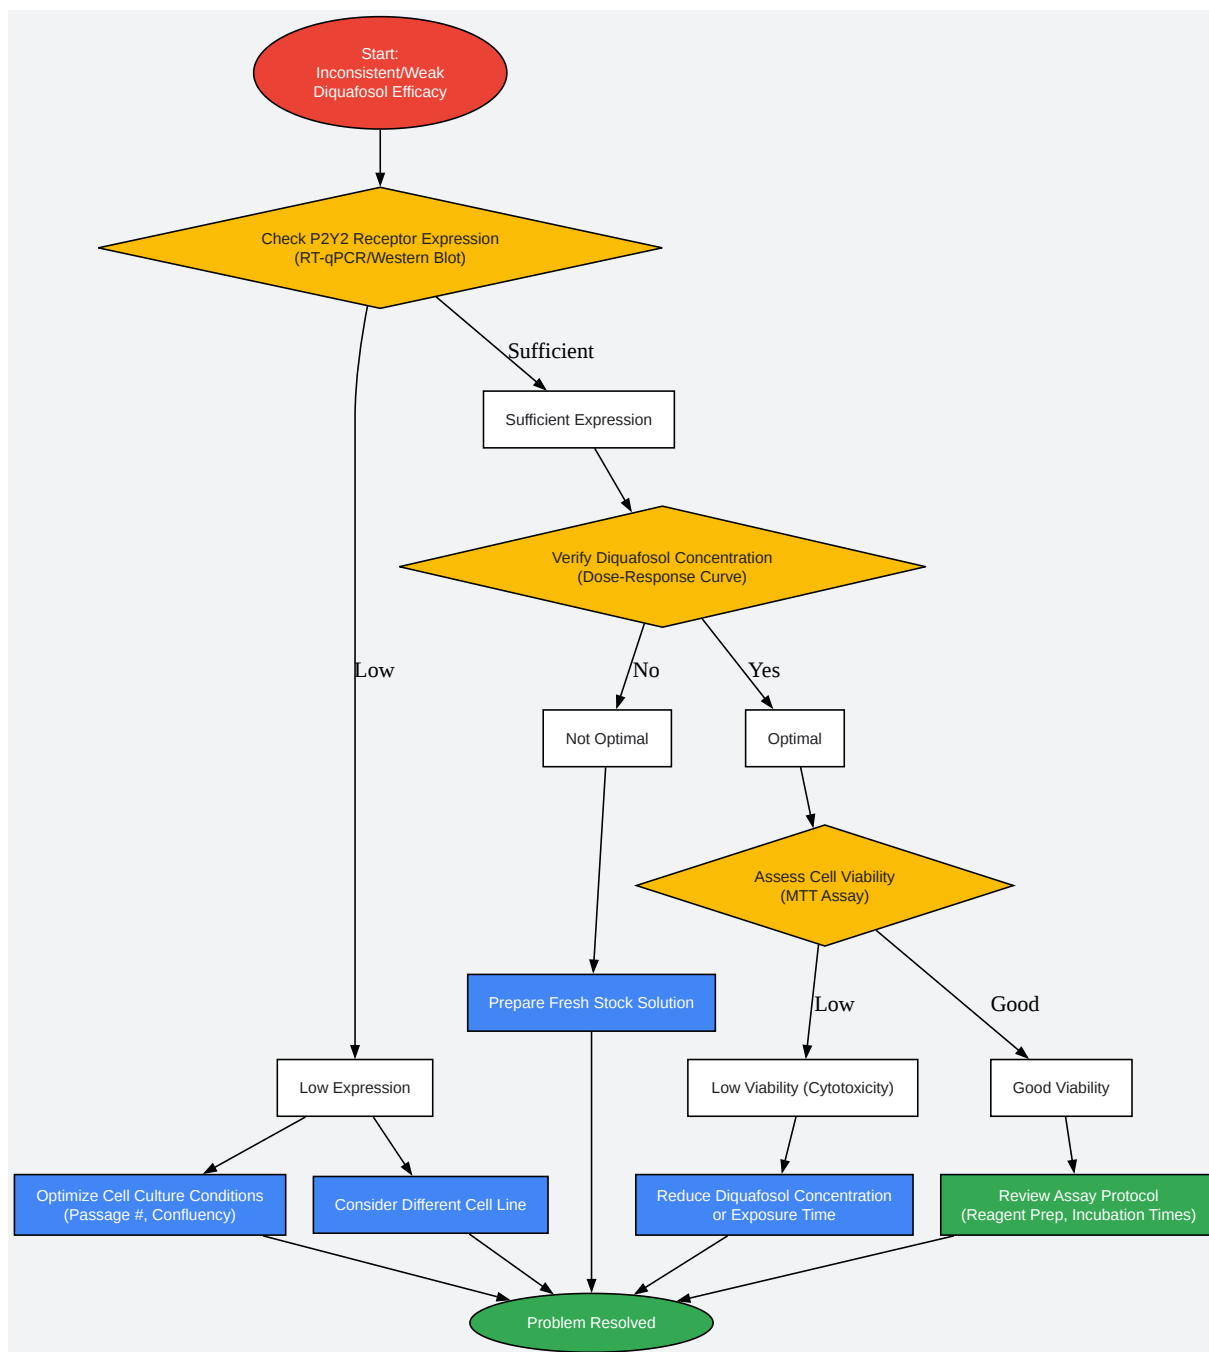 Start:
Inconsistent/Weak
Diquafosol Efficacy
Check P2Y2 Receptor Expression
(RT-qPCR/Western Blot)
Sufficient
Sufficient Expression
Verify Diquafosol Concentration
(Dose-Response Curve)
Low
No
Yes
Not Optimal
Optimal
Assess Cell Viability
(MTT Assay)
Prepare Fresh Stock Solution
Low
Good
Low Expression
Low Viability (Cytotoxicity)
Good Viability
Optimize Cell Culture Conditions
(Passage #, Confluency)
Consider Different Cell Line
Reduce Diquafosol Concentration
or Exposure Time
Review Assay Protocol
(Reagent Prep, Incubation Times)
Problem Resolved